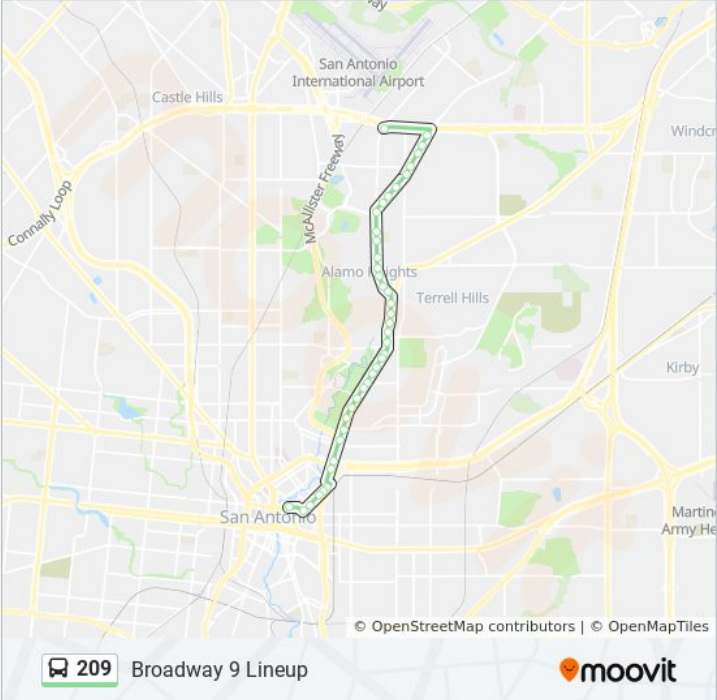 way
San Antonio
International Airport
Castle Hills
Windcr
McAllister Freeway
Connally Loop
Alamo Heights
Terrell Hills
Kirby
San Antonio
Martin
Army He
© OpenStreetMap contributors | © OpenMapTiles
209 Broadway 9 Lineup
moovit